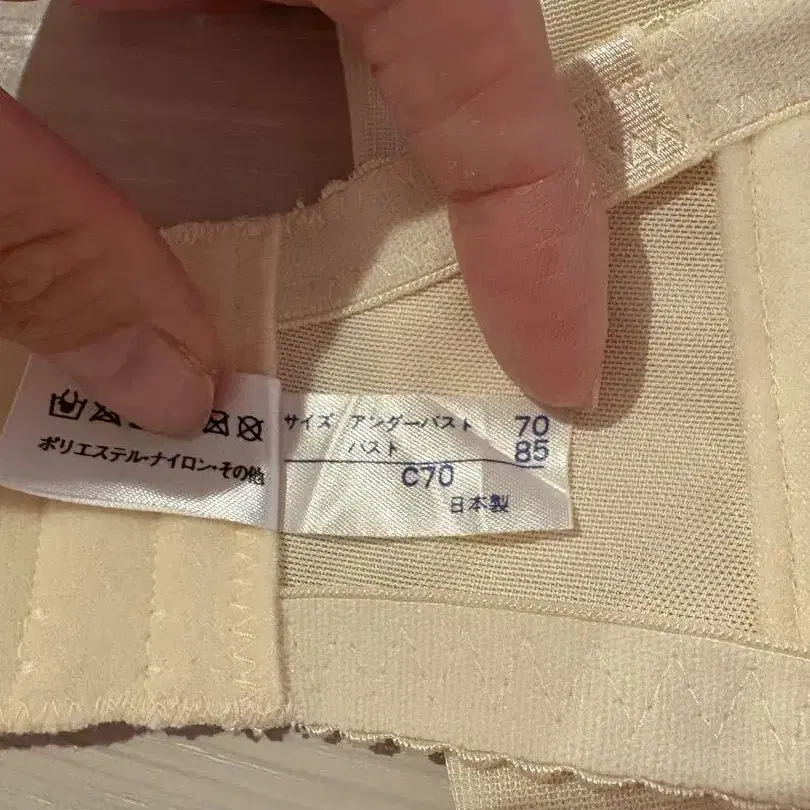 ポリエステル・ナイロン・その他
サイズ アンダーバスト 70
バスト 85
C70
日本製